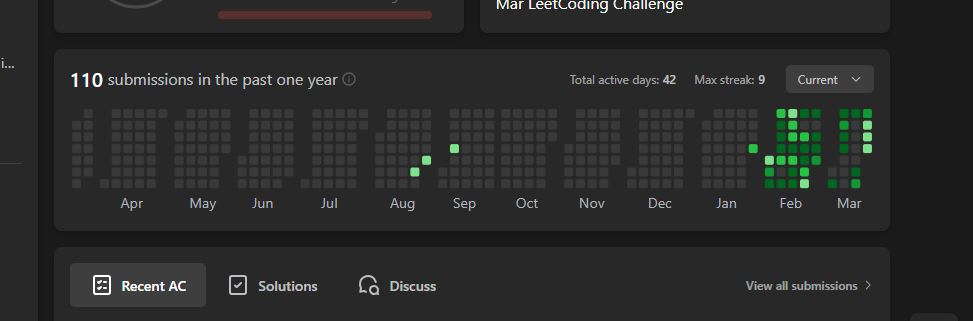 Mar LeetCoding Challenge
i...
110 submissions in the past one year
Total active days: 42
Max streak: 9
Current
Apr May Jun Jul Aug Sep Oct Nov Dec Jan Feb Mar
Recent AC
Solutions
Discuss
View all submissions